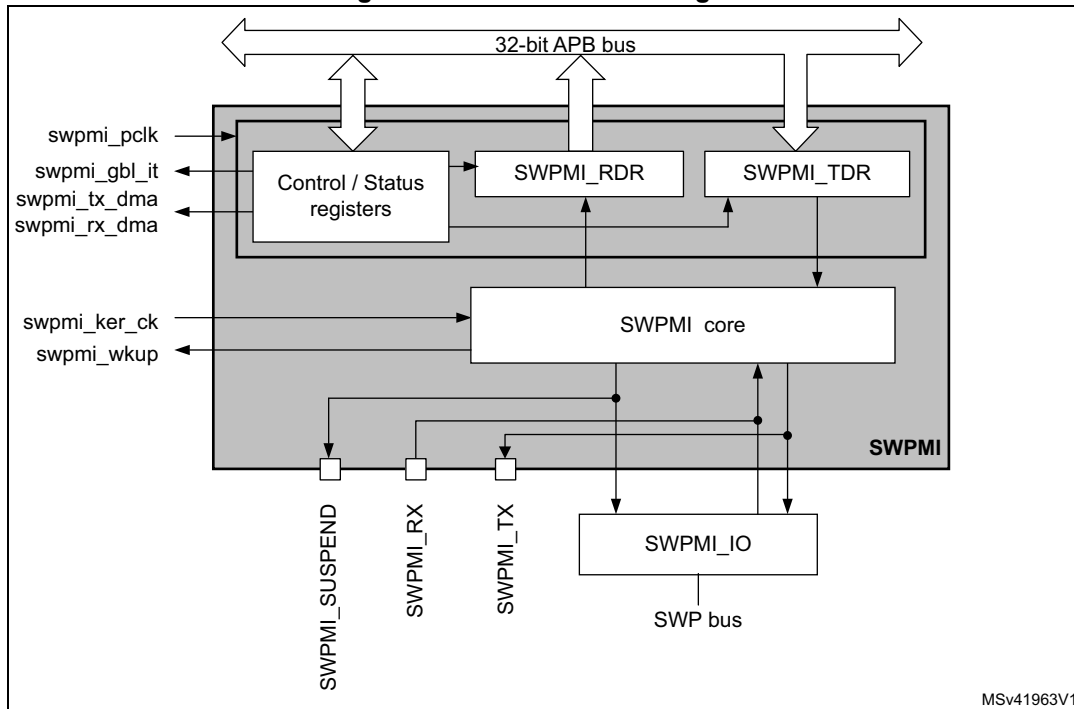 32-bit APB bus
swpmi_pclk
swpmi_gbl_it
swpmi_tx_dma
swpmi_rx_dma
Control / Status
registers
SWPMI_RDR
SWPMI_TDR
swpmi_ker_ck
swpmi_wkup
SWPMI core
SWPMI
SWPMI_SUSPEND
SWPMI_RX
SWPMI_TX
SWPMI_IO
SWP bus
MSv41963V1